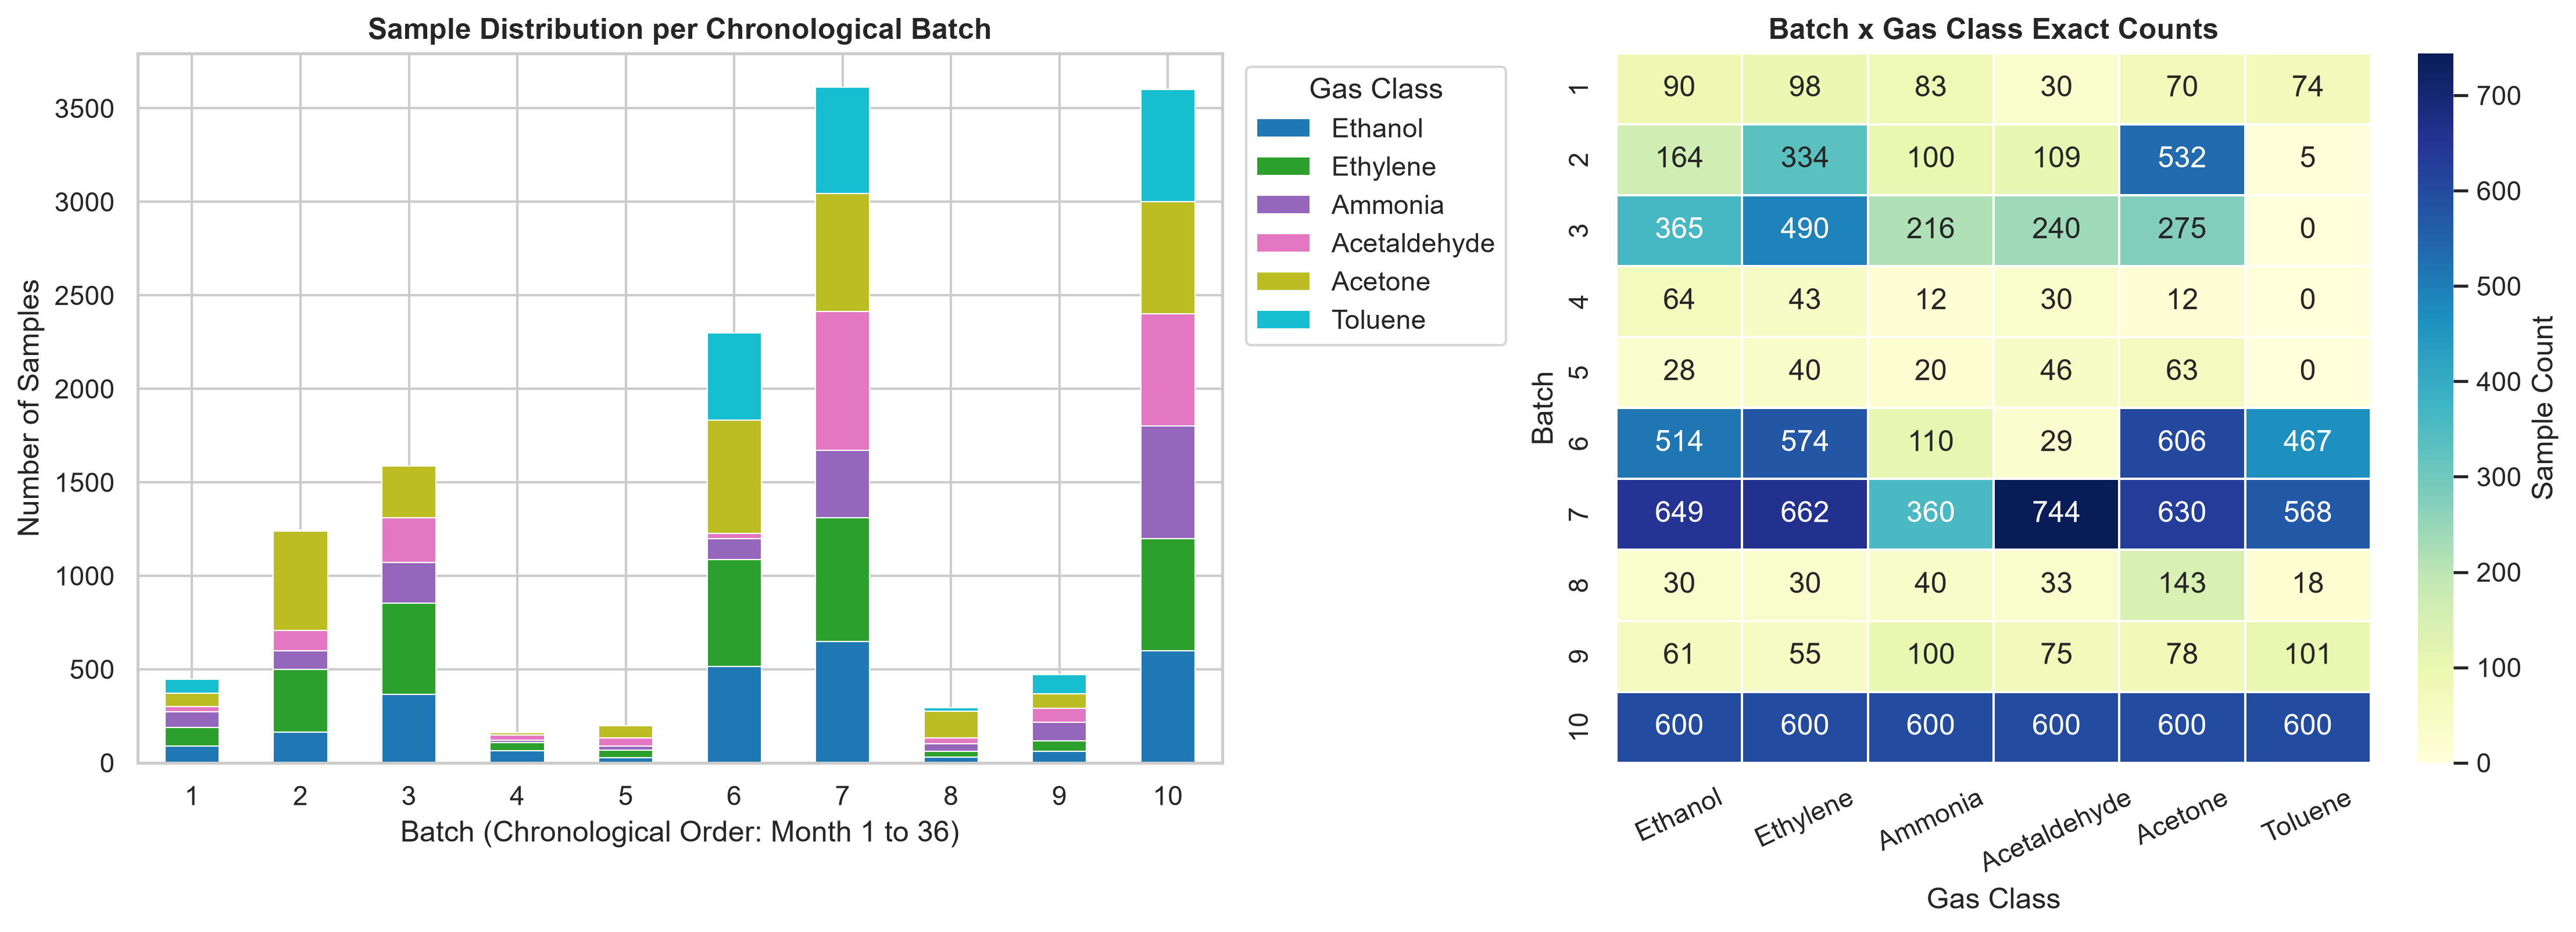 Sample Distribution per Chronological Batch
Number of Samples
3500
3000
2500
2000
1500
1000
500
0
1 2 3 4 5 6 7 8 9 10
Batch (Chronological Order: Month 1 to 36)
Gas Class
Ethanol
Ethylene
Ammonia
Acetaldehyde
Acetone
Toluene
Batch x Gas Class Exact Counts
Batch
1 90 98 83 30 70 74
2 164 334 100 109 532 5
3 365 490 216 240 275 0
4 64 43 12 30 12 0
5 28 40 20 46 63 0
6 514 574 110 29 606 467
7 649 662 360 744 630 568
8 30 30 40 33 143 18
9 61 55 100 75 78 101
10 600 600 600 600 600 600
Ethanol Ethylene Ammonia Acetaldehyde Acetone Toluene
Gas Class
700
600
500
400
300
200
100
0
Sample Count